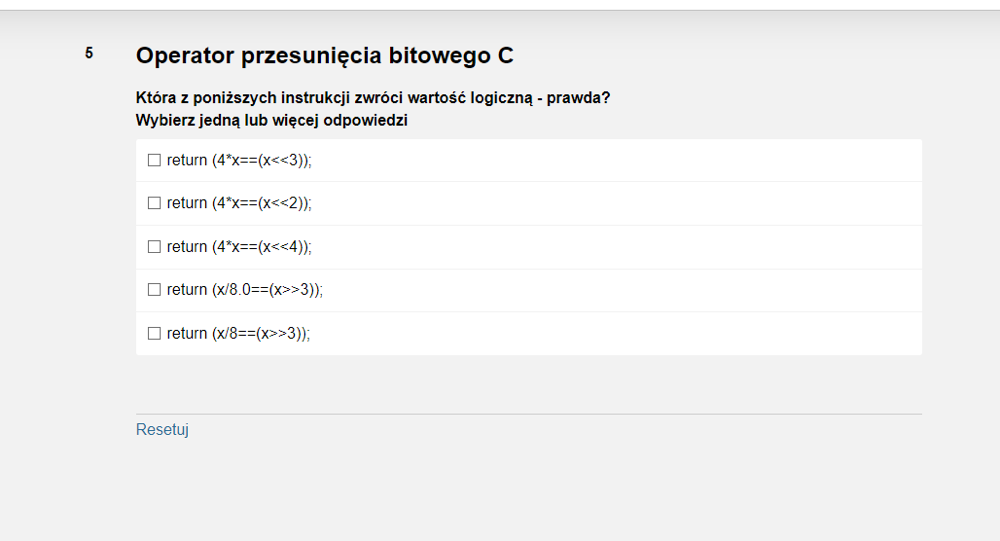 5
Operator przesunięcia bitowego C
Która z poniższych instrukcji zwróci wartość logiczną - prawda?
Wybierz jedną lub więcej odpowiedzi
return (4*x==(x<<3));
return (4*x==(x<<2));
return (4*x==(x<<4));
return (x/8.0==(x>>3));
return (x/8==(x>>3));
Resetuj